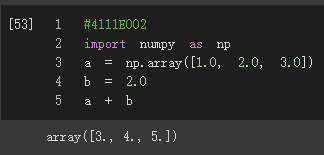 [53] 1 #4111E002
2 import numpy as np
3 a = np.array([1.0, 2.0, 3.0])
4 b = 2.0
5 a + b
array([3., 4., 5.])